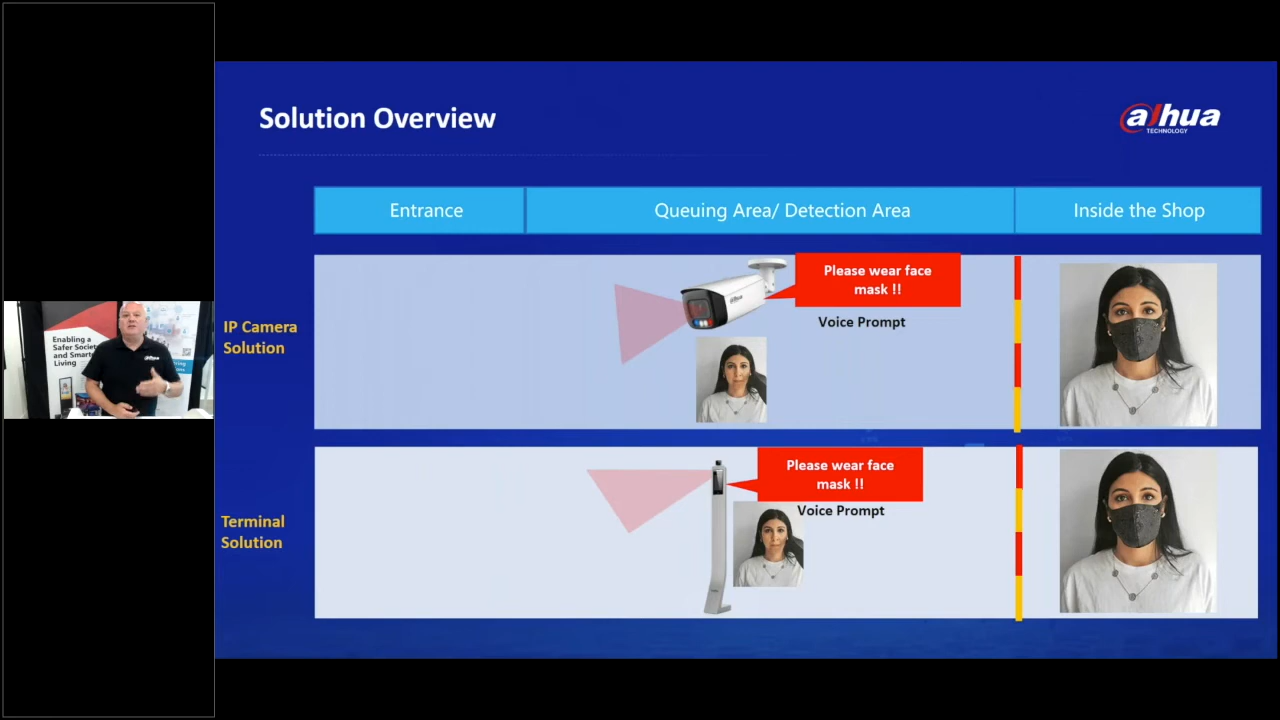 Solution Overview
alhua
TECHNOLOGY
Entrance
Queuing Area/ Detection Area
Inside the Shop
IP Camera
Solution
Please wear face
mask !!
Voice Prompt
Terminal
Solution
Please wear face
mask !!
Voice Prompt
Enabling a
Safer Society
and Smarter
Living